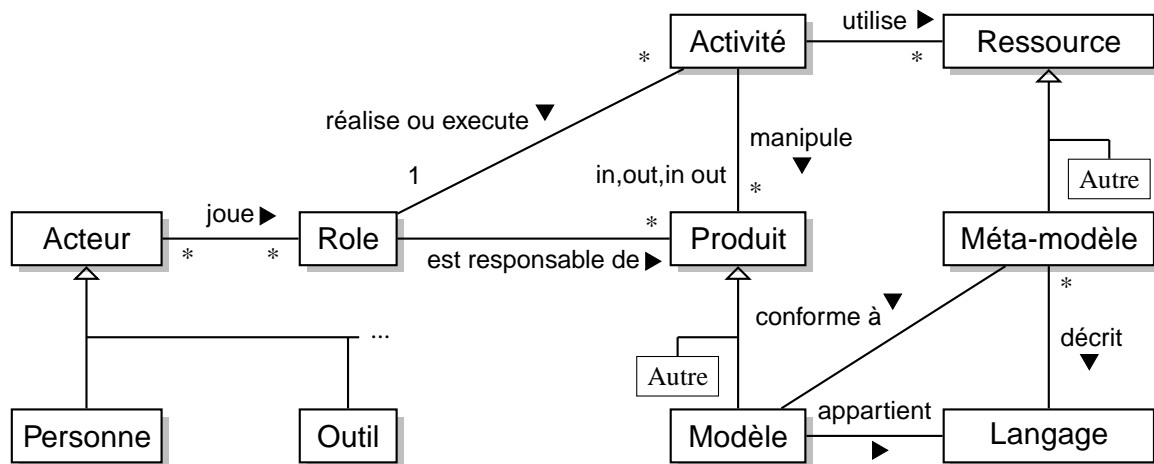 utilise
Activité
Ressource
*
*
réalise ou execute
manipule
1
in,out,in out
*
Autre
joue
*
Acteur
Role
Produit
Méta-modèle
*
*
est responsable de
*
conforme à
...
décrit
Autre
appartient
Personne
Outil
Modèle
Langage